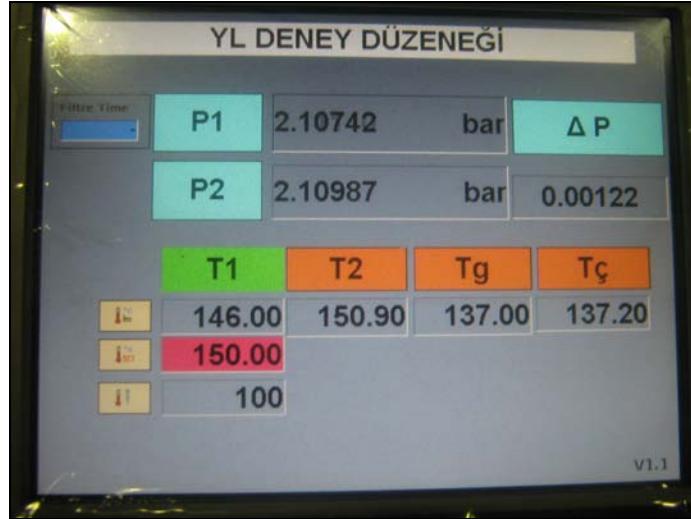 YL DENEY DÜZENEĞİ
Filtre Time
P1 2.10742 bar Δ P
P2 2.10987 bar 0.00122
T1 T2 Tg Tç
146.00 150.90 137.00 137.20
150.00
100
V1.1